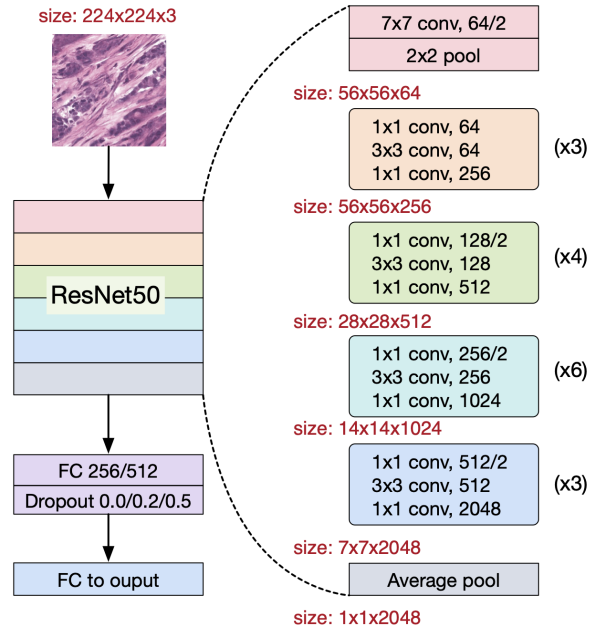 size: 224x224x3
ResNet50
FC 256/512
Dropout 0.0/0.2/0.5
FC to ouput
7x7 conv, 64/2
2x2 pool
size: 56x56x64
1x1 conv, 64
3x3 conv, 64
1x1 conv, 256
(x3)
size: 56x56x256
1x1 conv, 128/2
3x3 conv, 128
1x1 conv, 512
(x4)
size: 28x28x512
1x1 conv, 256/2
3x3 conv, 256
1x1 conv, 1024
(x6)
size: 14x14x1024
1x1 conv, 512/2
3x3 conv, 512
1x1 conv, 2048
(x3)
size: 7x7x2048
Average pool
size: 1x1x2048